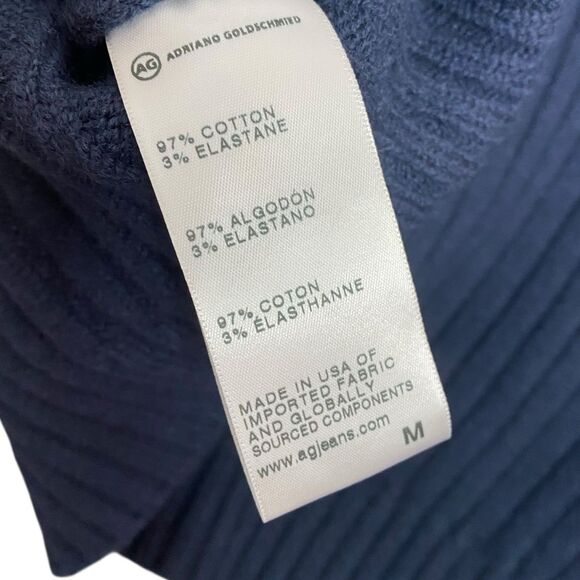 AG ADRIANO GOLDSCHMIED
97% COTTON
3% ELASTANE
97% ALGODÓN
3% ELASTANO
97% COTON
3% ÉLASTHANNE
MADE IN USA OF
IMPORTED FABRIC
AND GLOBALLY
SOURCED COMPONENTS
www.agjeans.com M